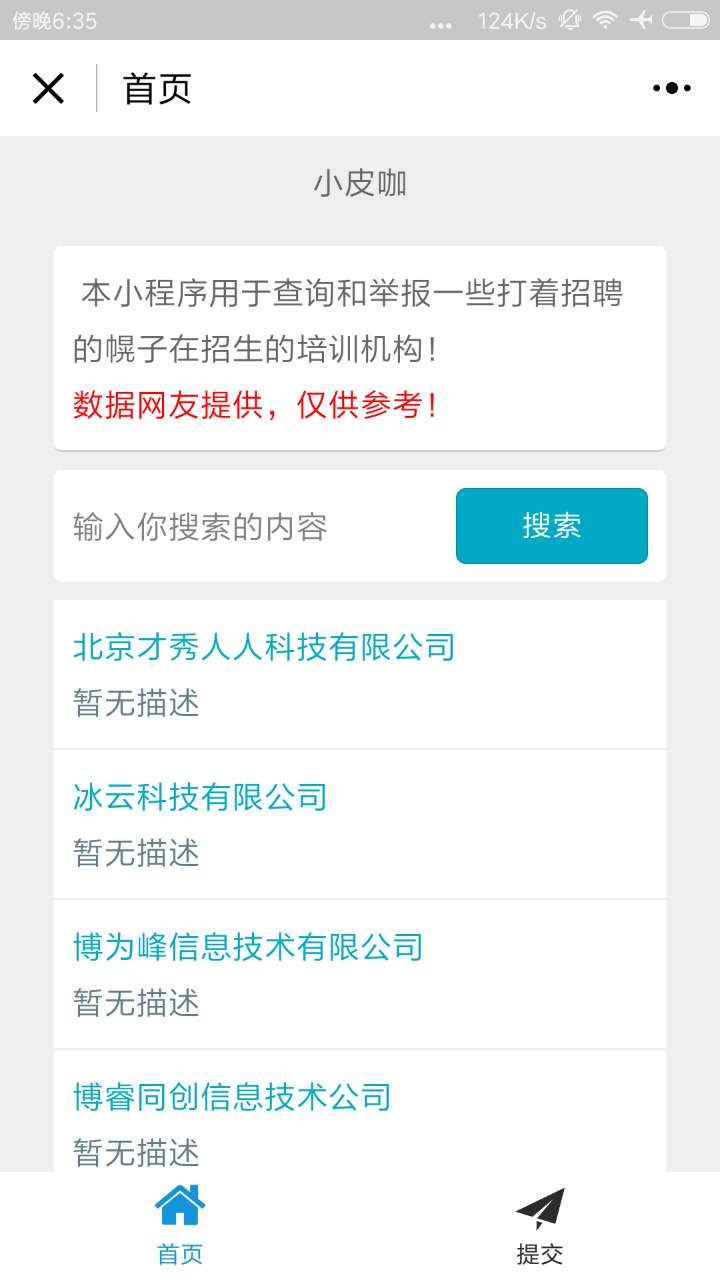 傍晚6:35 ... 124K/s
首页
小皮咖
本小程序用于查询和举报一些打着招聘
的幌子在招生的培训机构！
数据网友提供，仅供参考！
输入你搜索的内容 搜索
北京才秀人人科技有限公司
暂无描述
冰云科技有限公司
暂无描述
博为峰信息技术有限公司
暂无描述
博睿同创信息技术公司
暂无描述
首页 提交